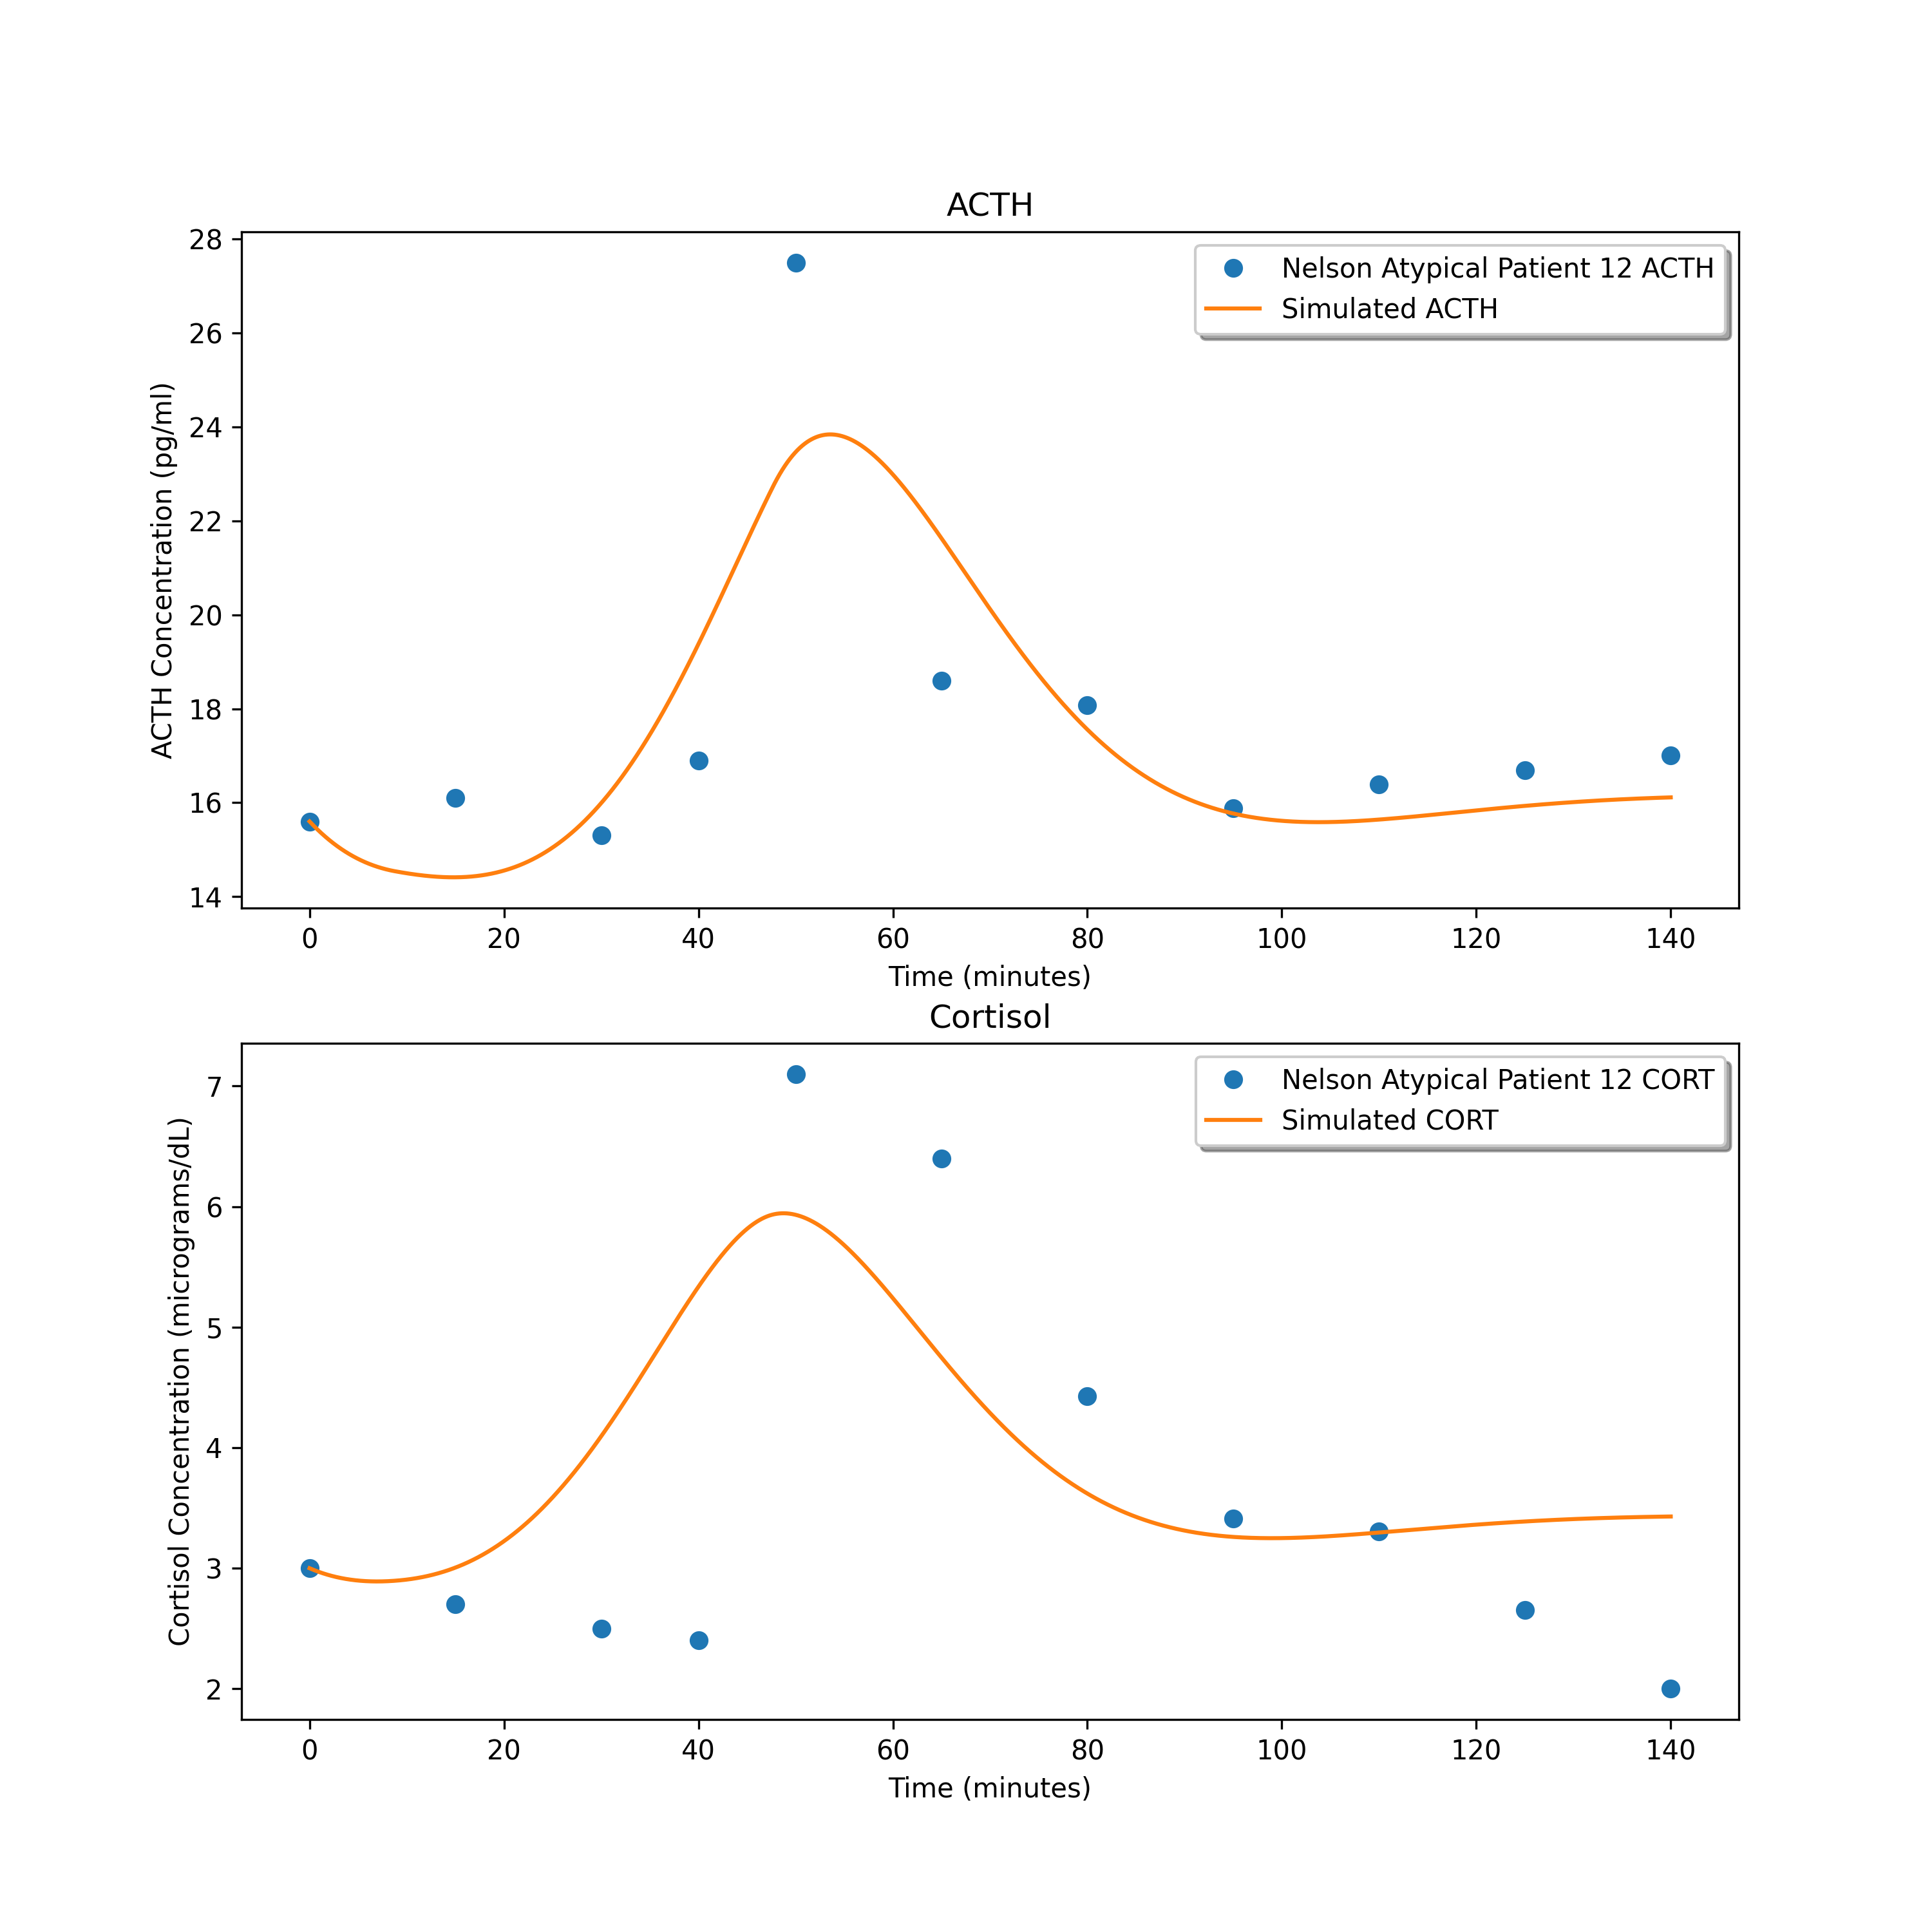 ACTH
28
26
24
22
20
18
16
14
ACTH Concentration (pg/ml)
Nelson Atypical Patient 12 ACTH
Simulated ACTH
0 20 40 60 80 100 120 140
Time (minutes)
Cortisol
7
6
5
4
3
2
Cortisol Concentration (micrograms/dL)
Nelson Atypical Patient 12 CORT
Simulated CORT
0 20 40 60 80 100 120 140
Time (minutes)